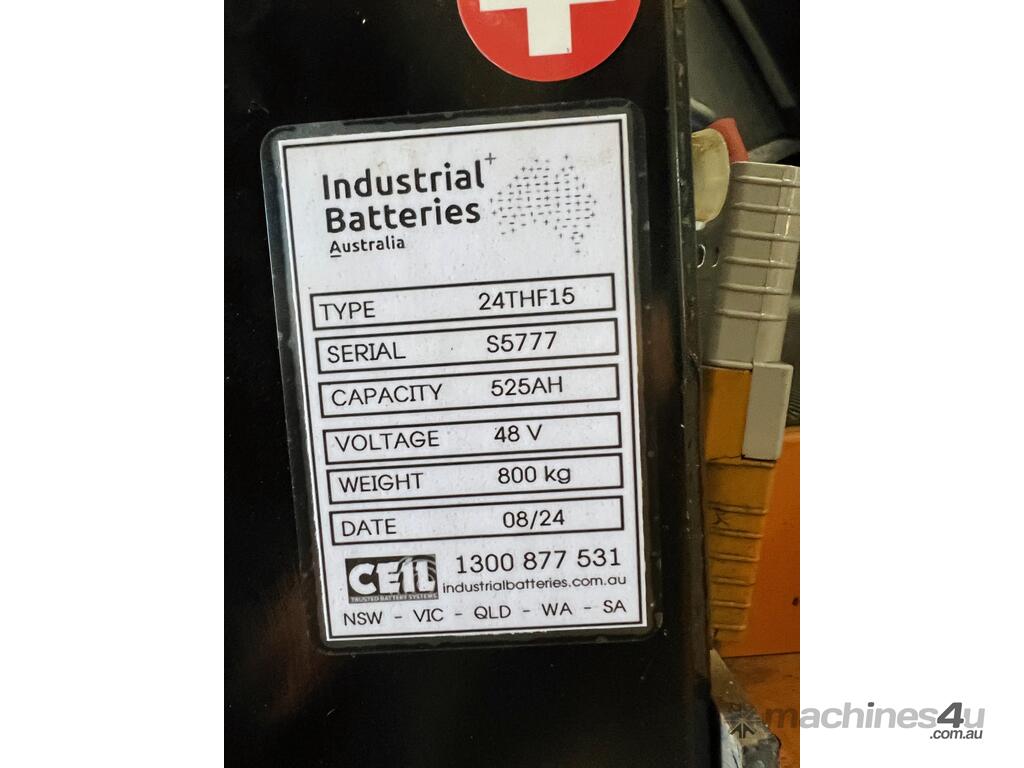 Industrial+
Batteries
Australia
TYPE 24THF15
SERIAL S5777
CAPACITY 525AH
VOLTAGE 48 V
WEIGHT 800 kg
DATE 08/24
CEIL 1300 877 531
TRUSTED BATTERY SYSTEMS industrialbatteries.com.au
NSW - VIC - QLD - WA - SA
machines4u
.com.au